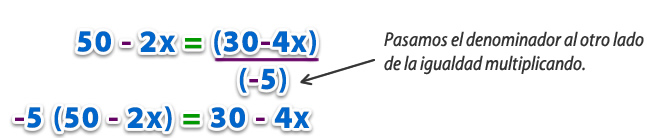 50 - 2x = (30-4x)
(-5)
Pasamos el denominador al otro lado
de la igualdad multiplicando.
-5 (50 - 2x) = 30 - 4x